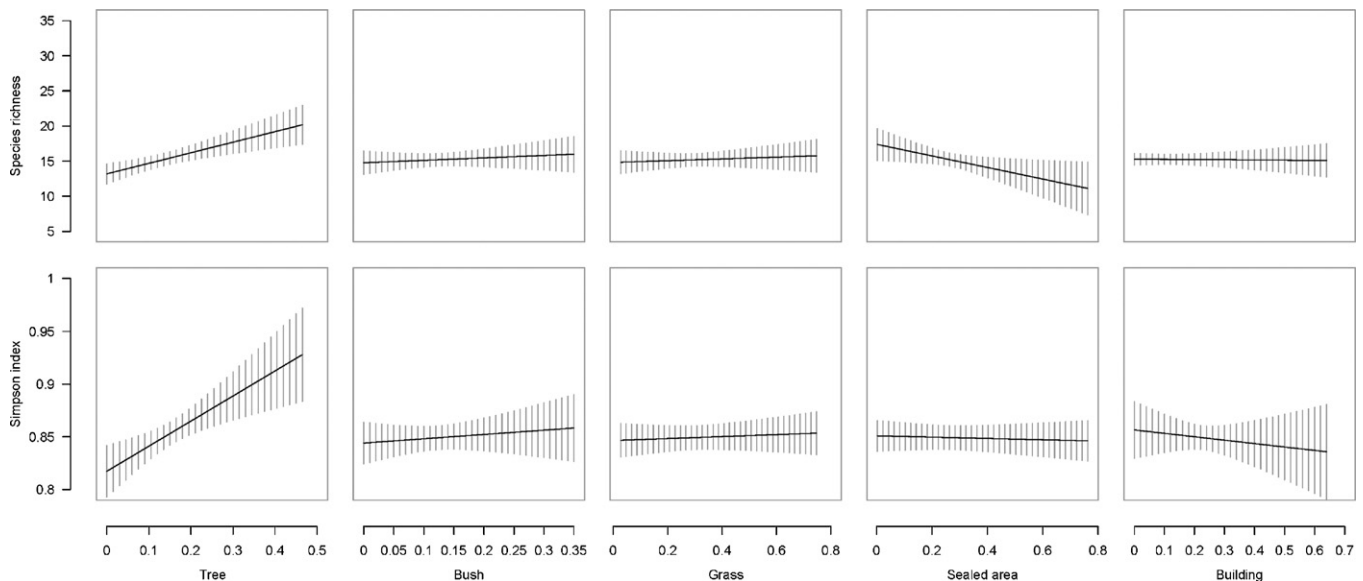 35
30
25
20
15
10
5
Species richness
1
0.95
0.9
0.85
0.8
Simpson index
0 0.1 0.2 0.3 0.4 0.5
0 0.05 0.1 0.15 0.2 0.25 0.3 0.35
0 0.2 0.4 0.6 0.8
0 0.2 0.4 0.6 0.8
0 0.1 0.2 0.3 0.4 0.5 0.6 0.7
Tree
Bush
Grass
Sealed area
Building